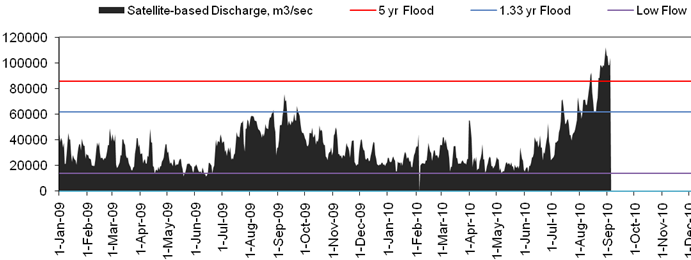 Satellite-based Discharge, m3/sec 5 yr Flood 1.33 yr Flood Low Flow
120000
100000
80000
60000
40000
20000
0
1-Jan-09
1-Feb-09
1-Mar-09
1-Apr-09
1-May-09
1-Jun-09
1-Jul-09
1-Aug-09
1-Sep-09
1-Oct-09
1-Nov-09
1-Dec-09
1-Jan-10
1-Feb-10
1-Mar-10
1-Apr-10
1-May-10
1-Jun-10
1-Jul-10
1-Aug-10
1-Sep-10
1-Oct-10
1-Nov-10
1-Dec-10